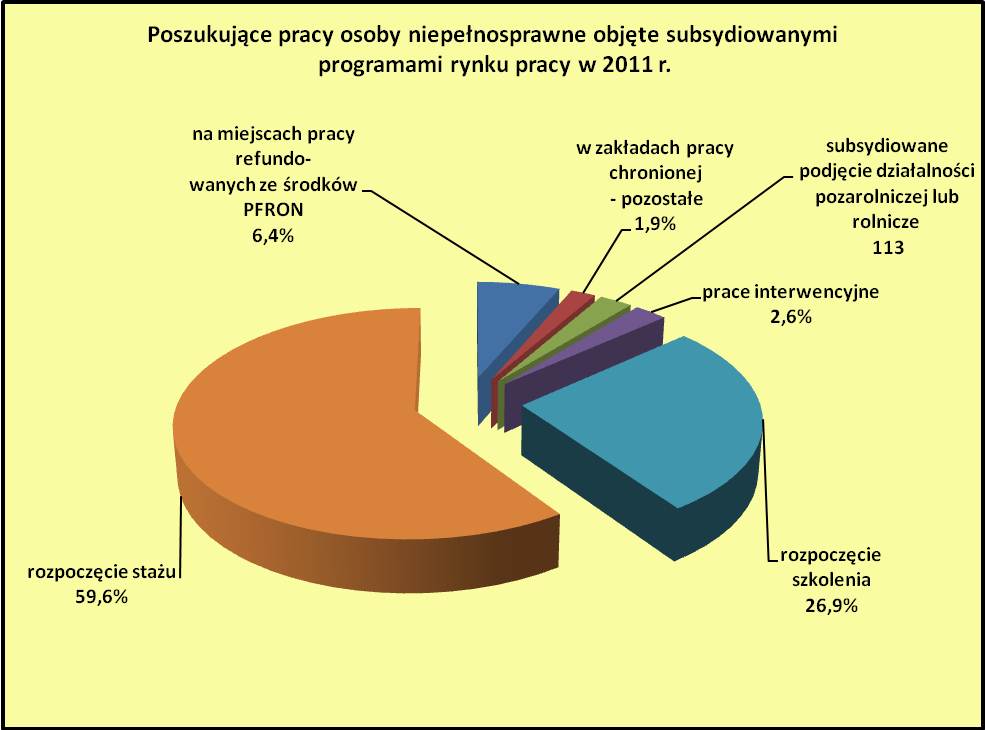 Poszukujące pracy osoby niepełnosprawne objęte subsydiowanymi
programami rynku pracy w 2011 r.
na miejscach pracy
refundo-
wanych ze środków
PFRON
6,4%
w zakładach pracy
chronionej
- pozostałe
1,9%
subsydiowane
podjęcie działalności
pozarolniczej lub
rolnicze
113
prace interwencyjne
2,6%
rozpoczęcie
szkolenia
26,9%
rozpoczęcie stażu
59,6%